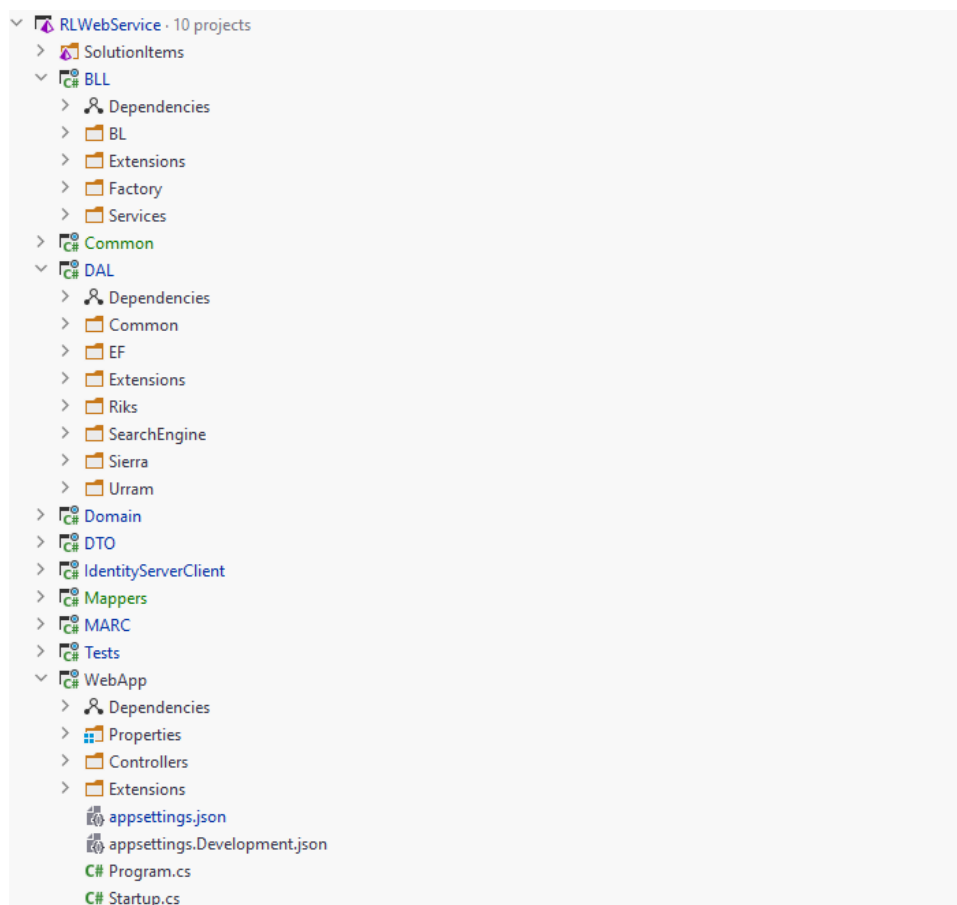 RLWebService · 10 projects
SolutionItems
C# BLL
Dependencies
BL
Extensions
Factory
Services
C# Common
C# DAL
Dependencies
Common
EF
Extensions
Riks
SearchEngine
Sierra
Urram
C# Domain
C# DTO
C# IdentityServerClient
C# Mappers
C# MARC
C# Tests
C# WebApp
Dependencies
Properties
Controllers
Extensions
appsettings.json
appsettings.Development.json
C# Program.cs
C# Startup.cs